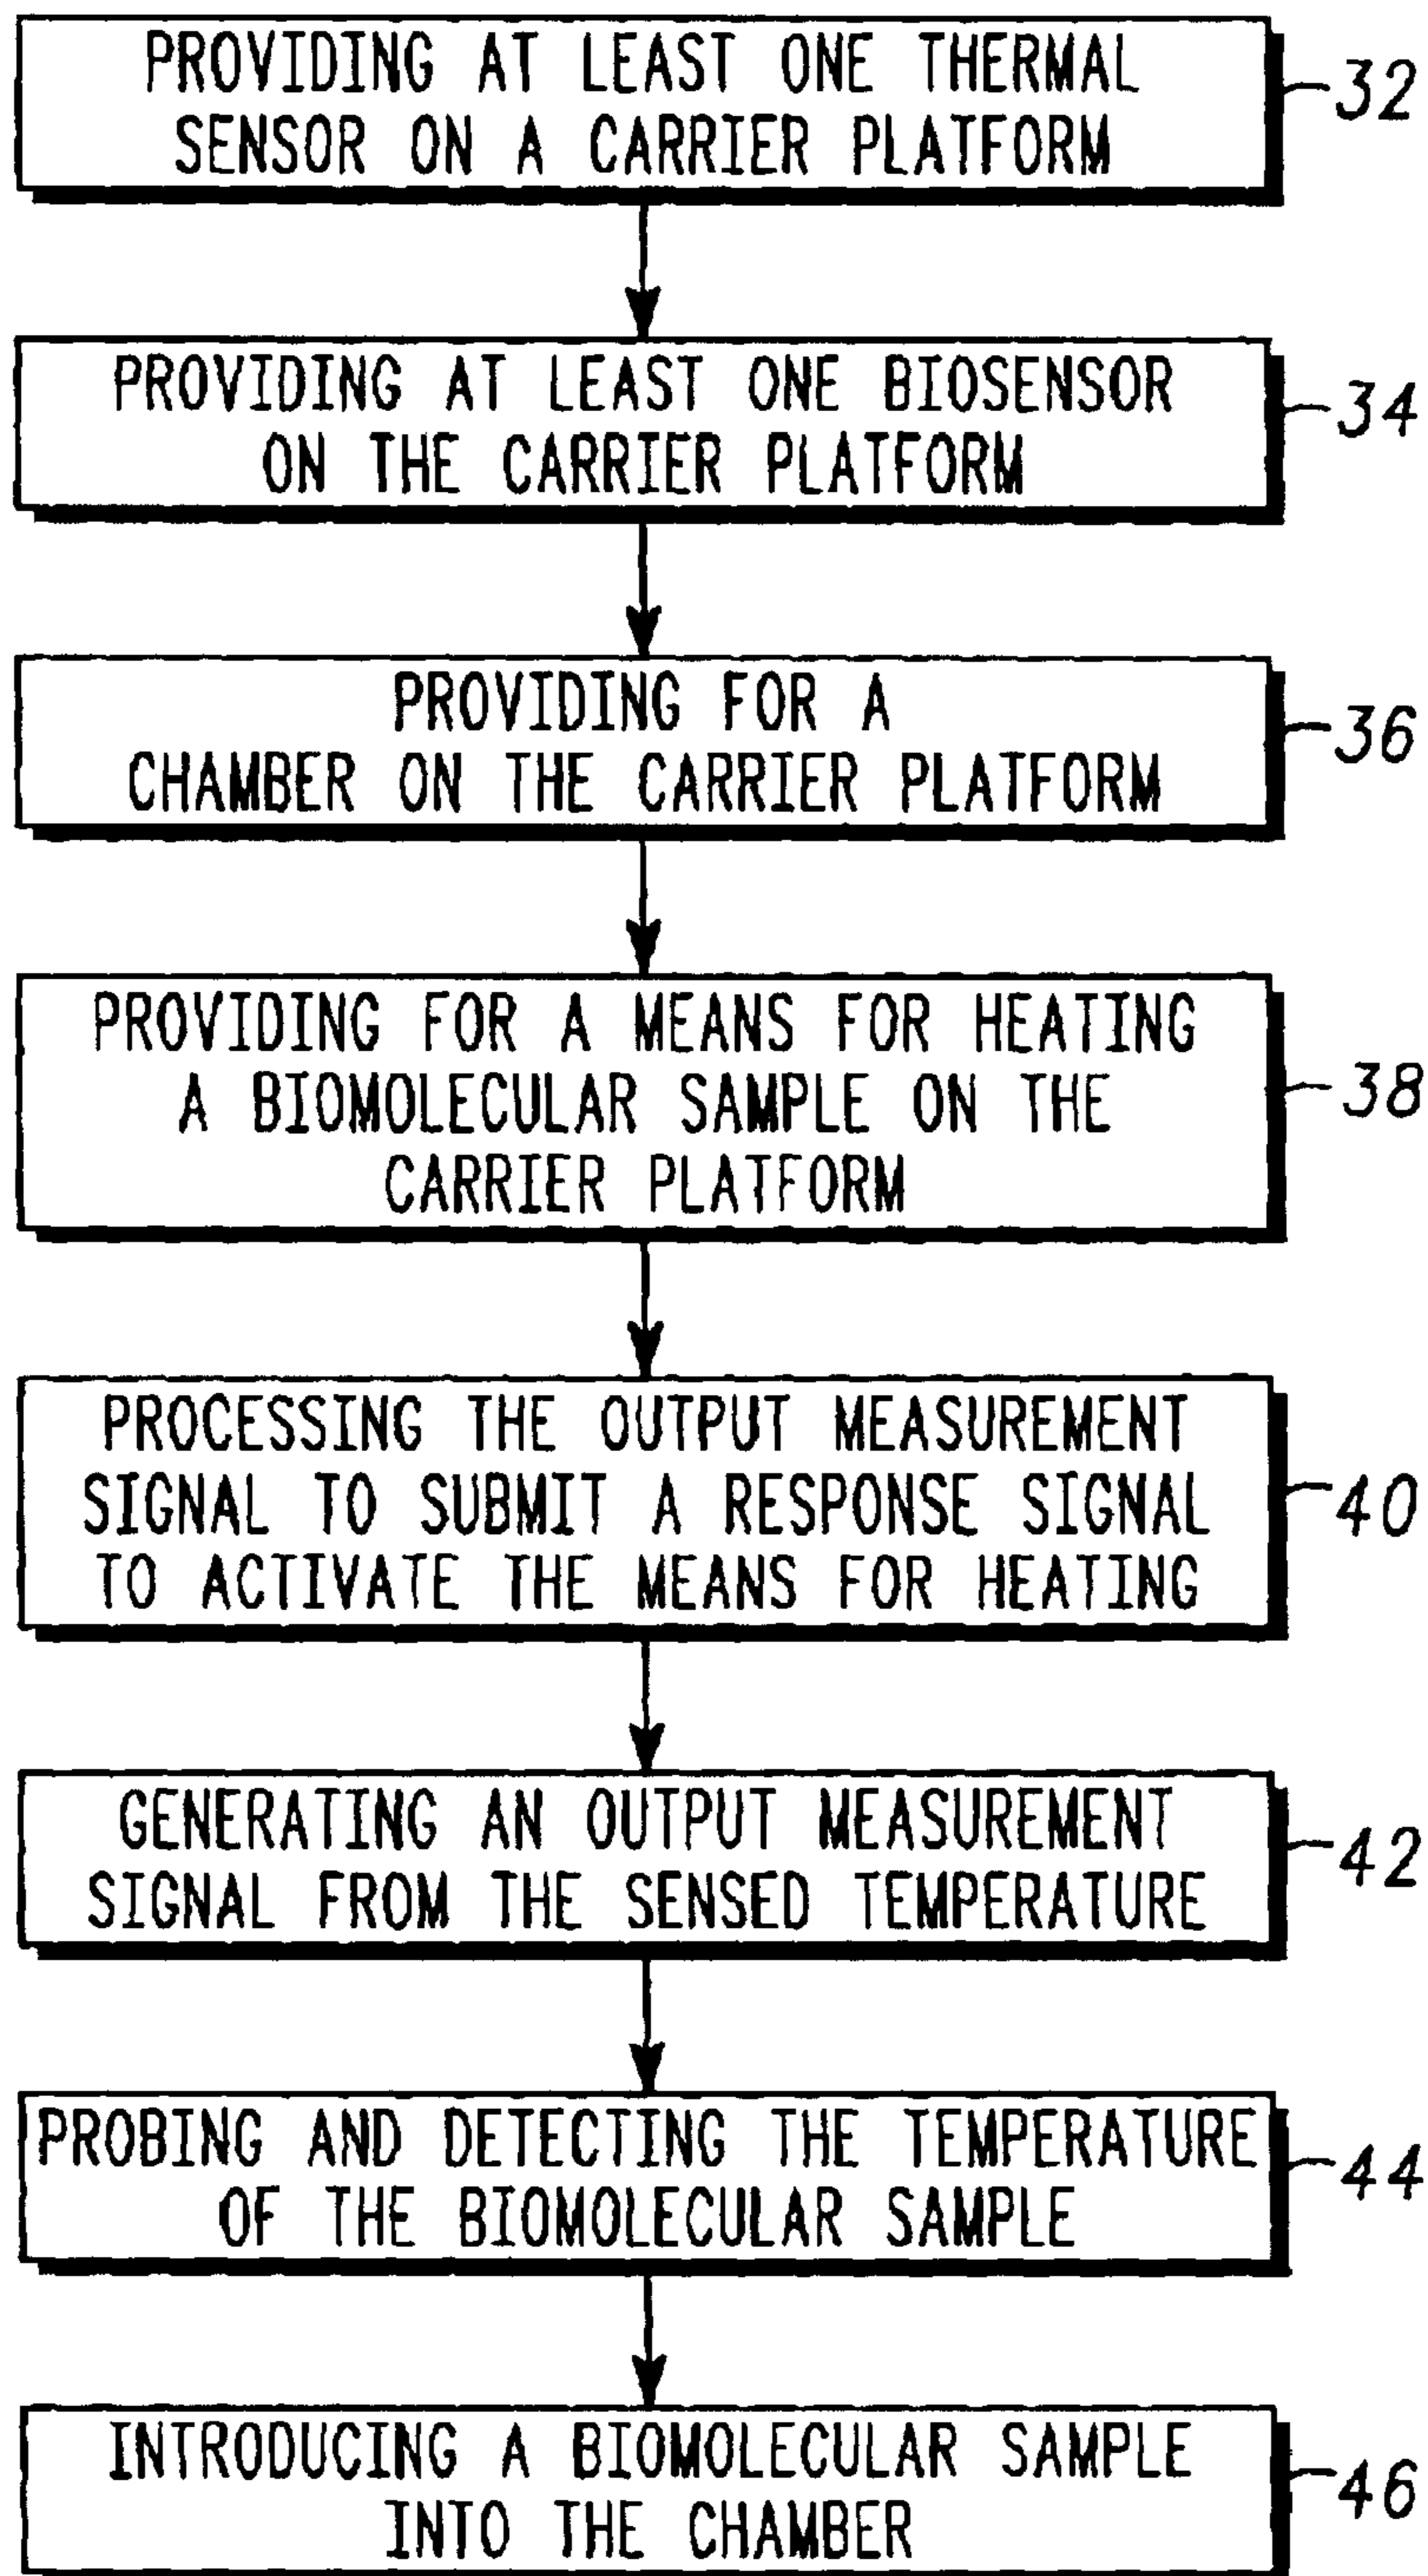 PROVIDING AT LEAST ONE THERMAL
SENSOR ON A CARRIER PLATFORM
32
PROVIDING AT LEAST ONE BIOSENSOR
ON THE CARRIER PLATFORM
34
PROVIDING FOR A
CHAMBER ON THE CARRIER PLATFORM
36
PROVIDING FOR A MEANS FOR HEATING
A BIOMOLECULAR SAMPLE ON THE
CARRIER PLATFORM
38
PROCESSING THE OUTPUT MEASUREMENT
SIGNAL TO SUBMIT A RESPONSE SIGNAL
TO ACTIVATE THE MEANS FOR HEATING
40
GENERATING AN OUTPUT MEASUREMENT
SIGNAL FROM THE SENSED TEMPERATURE
42
PROBING AND DETECTING THE TEMPERATURE
OF THE BIOMOLECULAR SAMPLE
44
INTRODUCING A BIOMOLECULAR SAMPLE
INTO THE CHAMBER
46